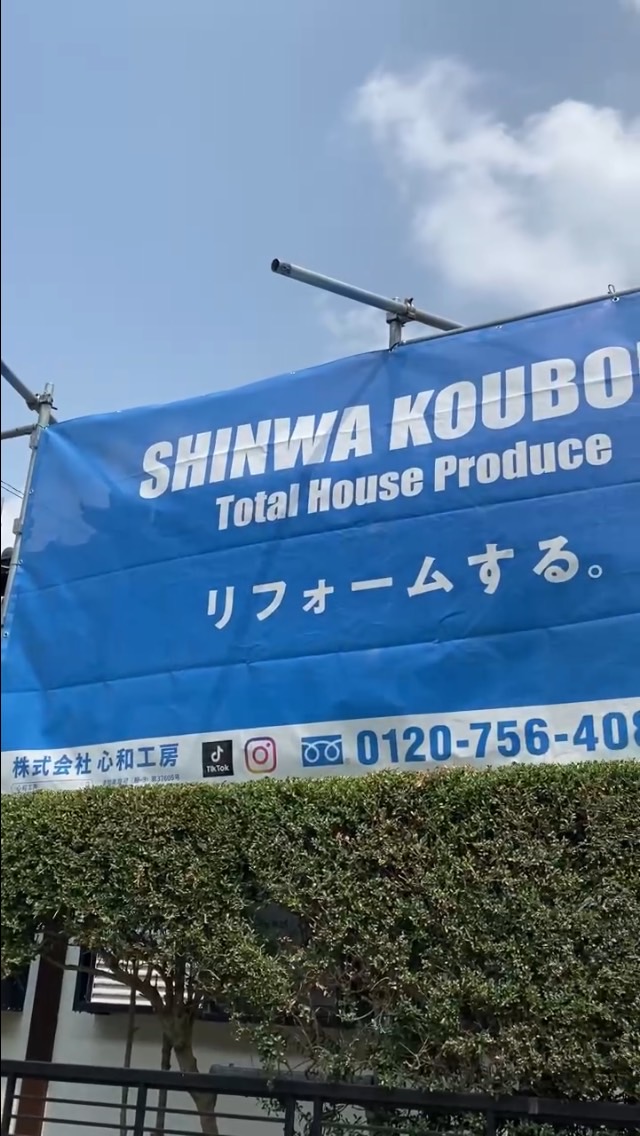 SHINWA KOUBO
Total House Produce
リフォームする。
株式会社 心和工房
TikTok
0120-756-408